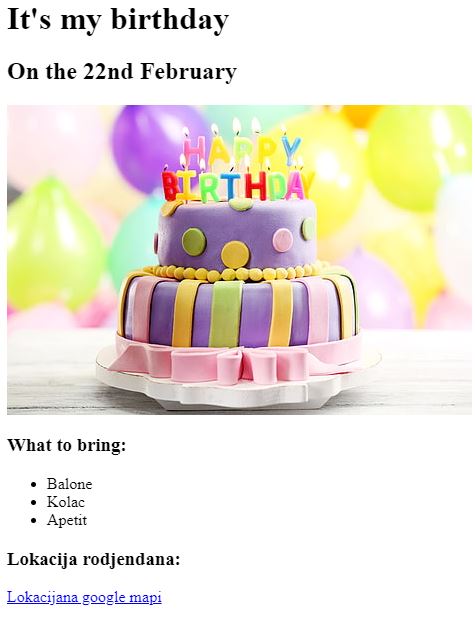 It's my birthday
On the 22nd February
HAPPY
BIRTHDAY
What to bring:
Balone
Kolac
Apetit
Lokacija rodjendana:
Lokacijana google mapi